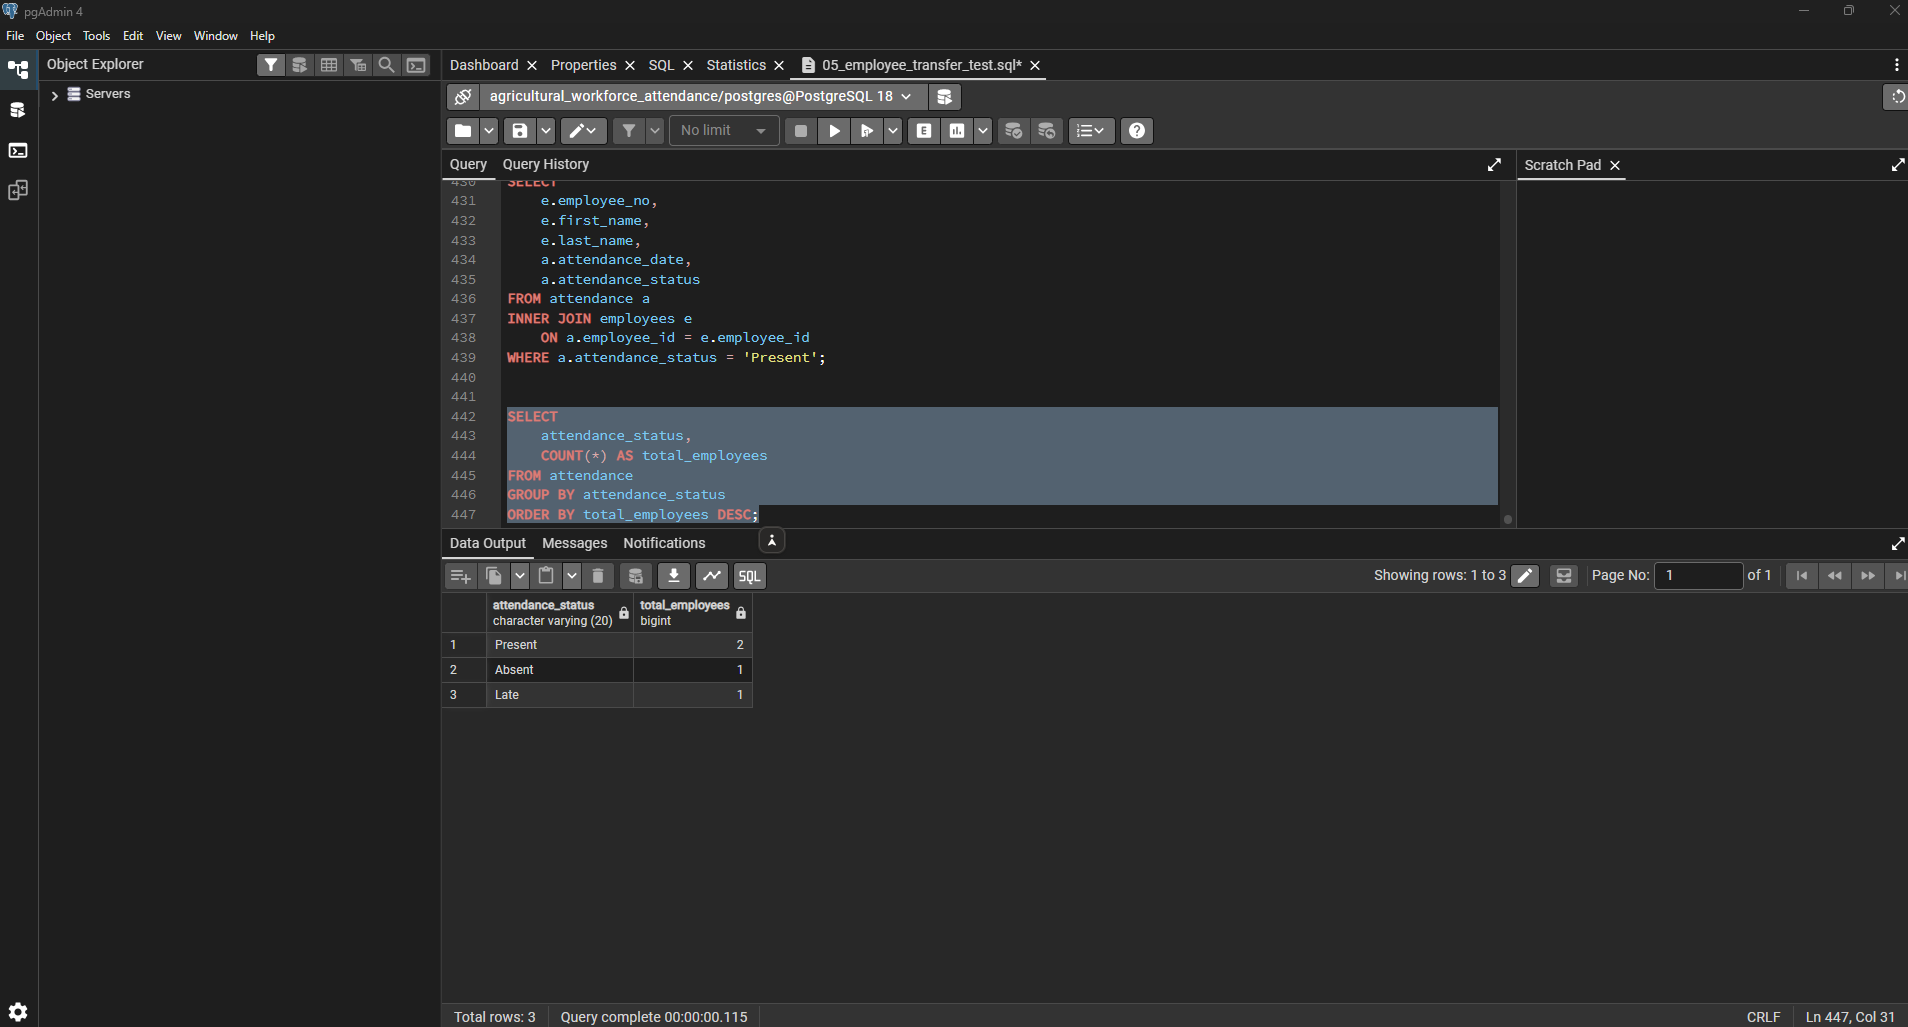 pgAdmin 4
File Object Tools Edit View Window Help
Object Explorer
Servers
Dashboard Properties SQL Statistics 05_employee_transfer_test.sql*
agricultural_workforce_attendance/postgres@PostgreSQL 18
No limit
E
Query Query History
Scratch Pad
430 SELECT
431 e.employee_no,
432 e.first_name,
433 e.last_name,
434 a.attendance_date,
435 a.attendance_status
436 FROM attendance a
437 INNER JOIN employees e
438 ON a.employee_id = e.employee_id
439 WHERE a.attendance_status = 'Present';
440
441
442 SELECT
443 attendance_status,
444 COUNT(*) AS total_employees
445 FROM attendance
446 GROUP BY attendance_status
447 ORDER BY total_employees DESC;
Data Output Messages Notifications
SQL
Showing rows: 1 to 3 Page No: 1 of 1
attendance_status total_employees
character varying (20) bigint
1 Present 2
2 Absent 1
3 Late 1
Total rows: 3 Query complete 00:00:00.115 CRLF Ln 447, Col 31